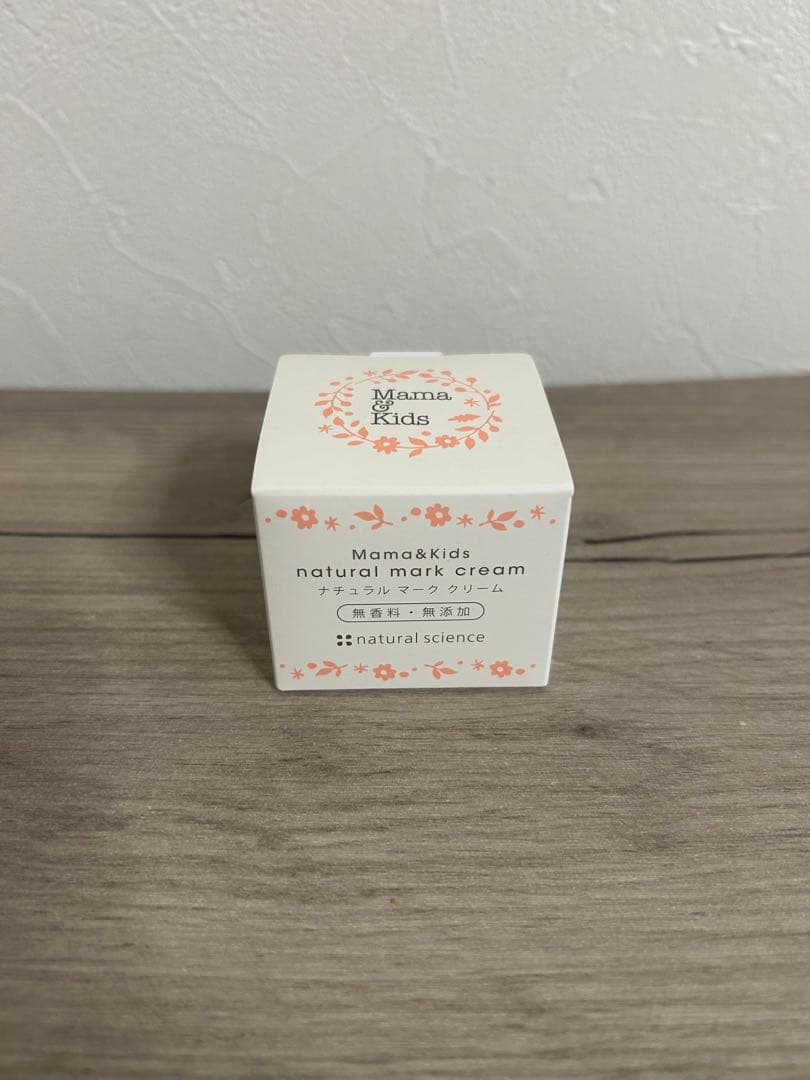 Mama
&
Kids
Mama&Kids
natural mark cream
ナチュラル マーク クリーム
無香料・無添加
natural science